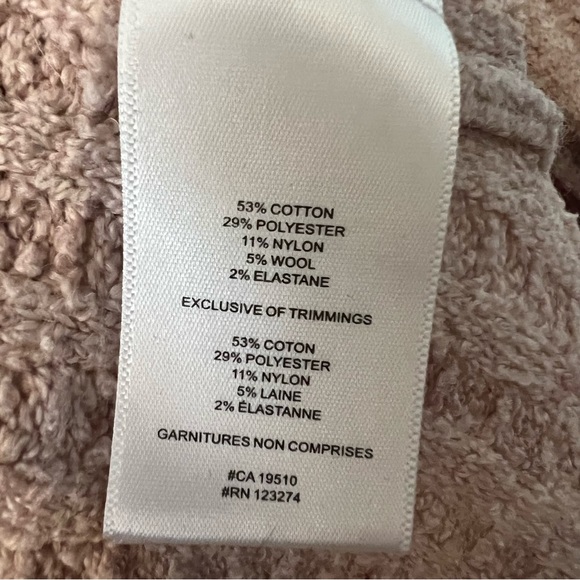 53% COTTON
29% POLYESTER
11% NYLON
5% WOOL
2% ELASTANE
EXCLUSIVE OF TRIMMINGS
53% COTON
29% POLYESTER
11% NYLON
5% LAINE
2% ÉLASTANNE
GARNITURES NON COMPRISES
#CA 19510
#RN 123274